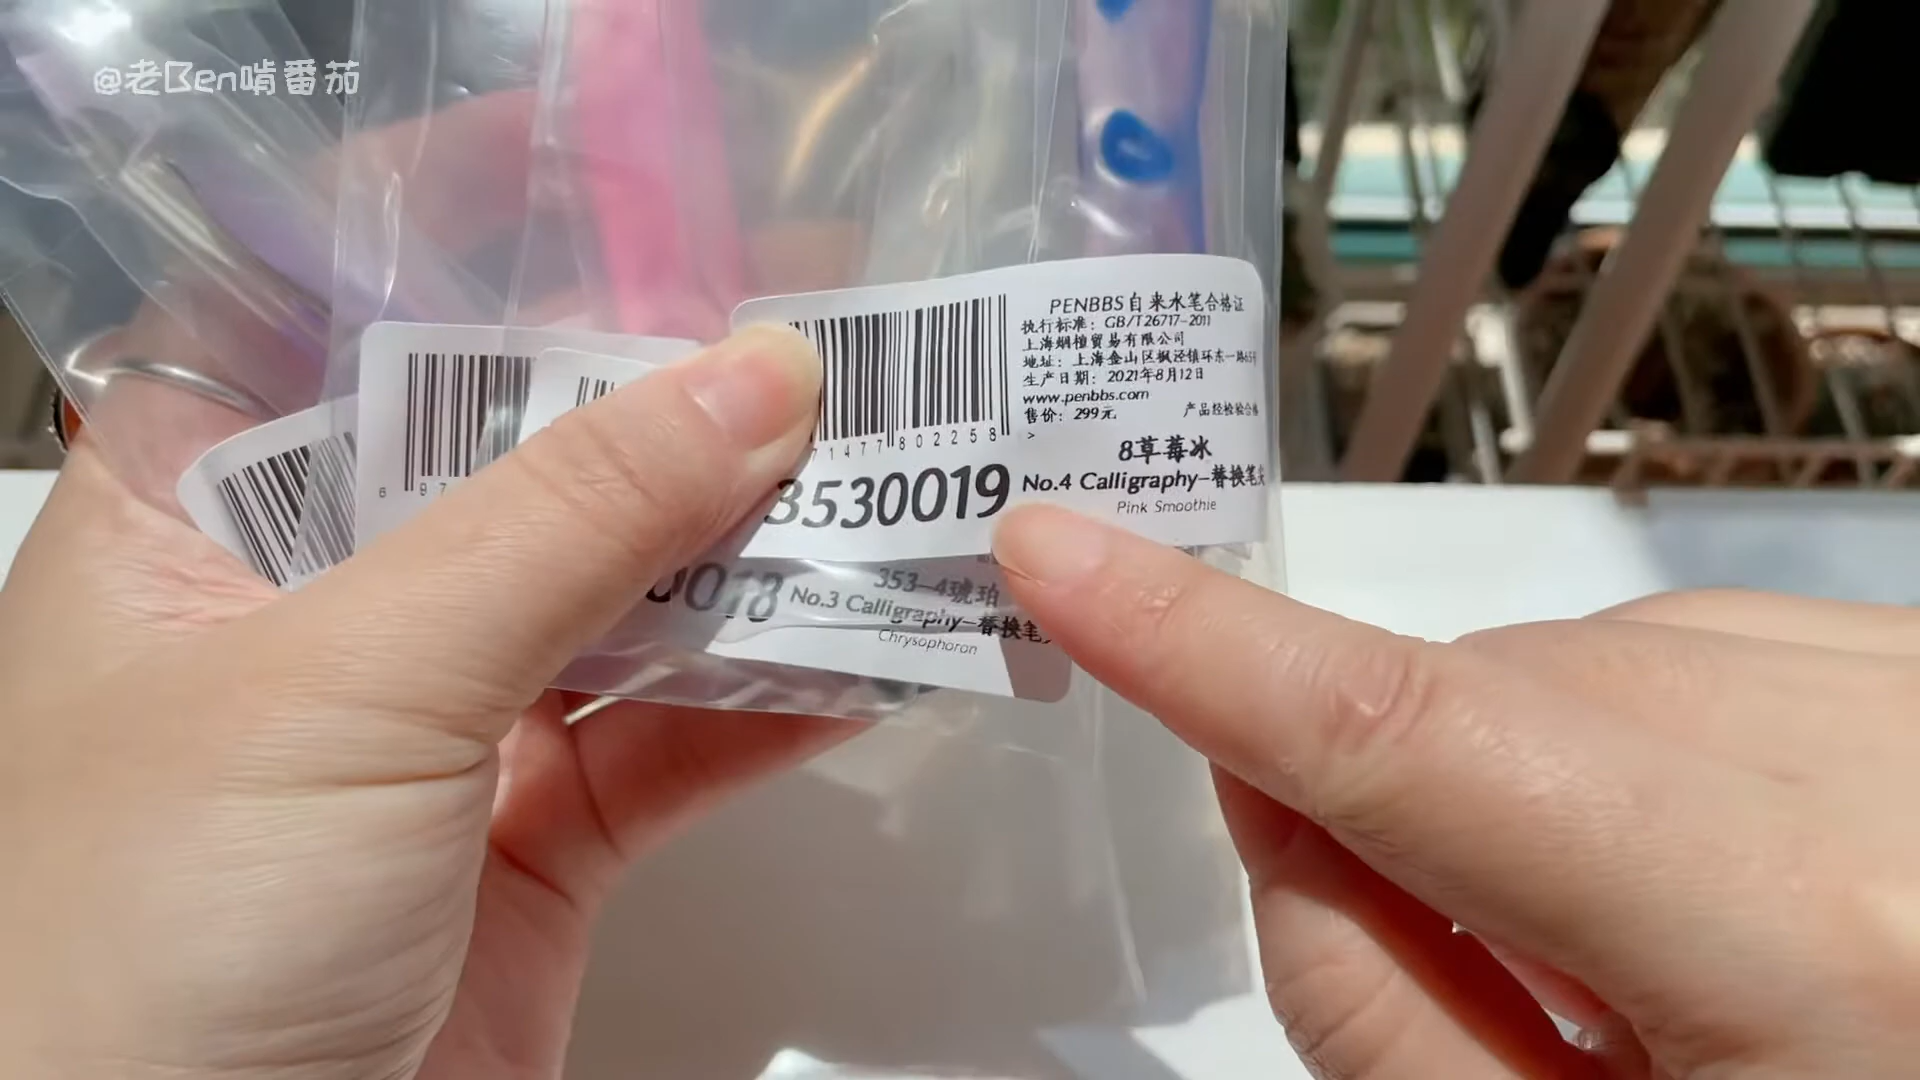 @老Ben啃番茄
PENBBS自来水笔合格证
执行标准：GB/T26717-2011
上海烟檀贸易有限公司
地址：上海金山区枫泾镇环东一路65号
生产日期：2021年8月12日
www.penbbs.com
售价：299元
产品经检验合格
>
8草莓冰
No.4 Calligraphy-替换笔尖
Pink Smoothie
71477802258
3530019
6 97
0018
353-4琥珀
No.3 Calligraphy-替换笔
Chrysophoron